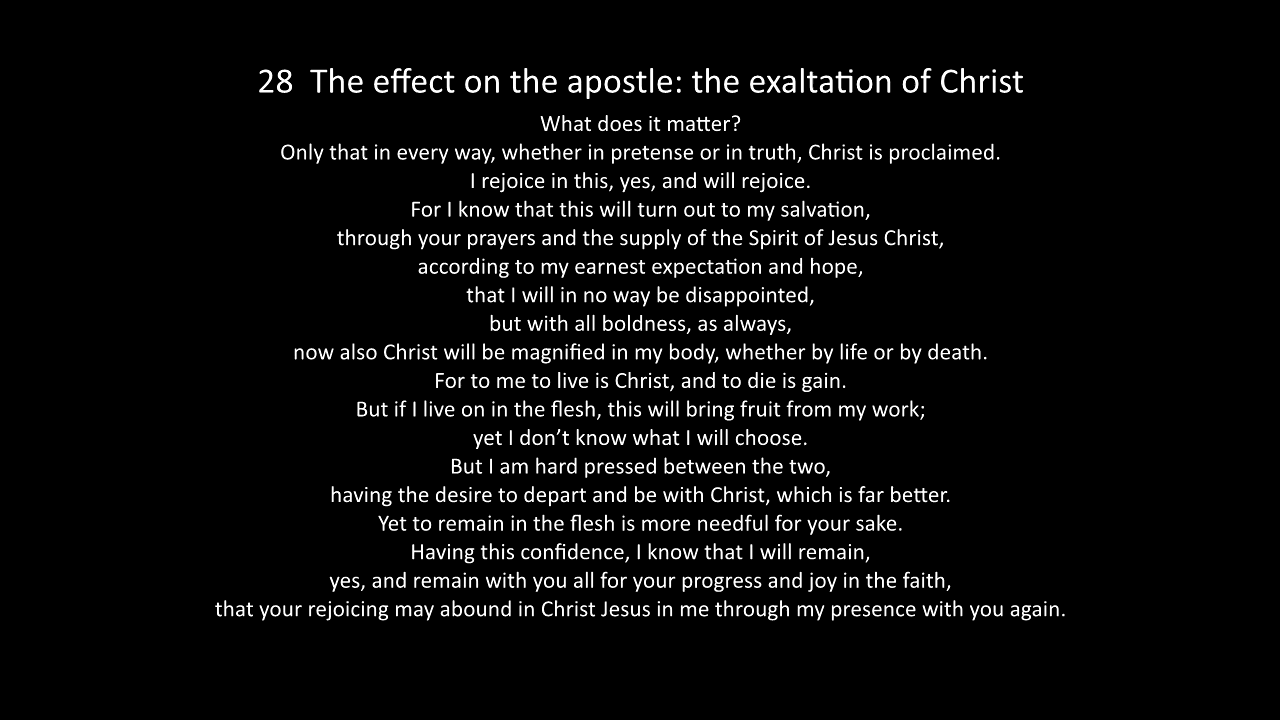 28 The effect on the apostle: the exaltation of Christ
What does it matter?
Only that in every way, whether in pretense or in truth, Christ is proclaimed.
I rejoice in this, yes, and will rejoice.
For I know that this will turn out to my salvation,
through your prayers and the supply of the Spirit of Jesus Christ,
according to my earnest expectation and hope,
that I will in no way be disappointed,
but with all boldness, as always,
now also Christ will be magnified in my body, whether by life or by death.
For to me to live is Christ, and to die is gain.
But if I live on in the flesh, this will bring fruit from my work;
yet I don’t know what I will choose.
But I am hard pressed between the two,
having the desire to depart and be with Christ, which is far better.
Yet to remain in the flesh is more needful for your sake.
Having this confidence, I know that I will remain,
yes, and remain with you all for your progress and joy in the faith,
that your rejoicing may abound in Christ Jesus in me through my presence with you again.